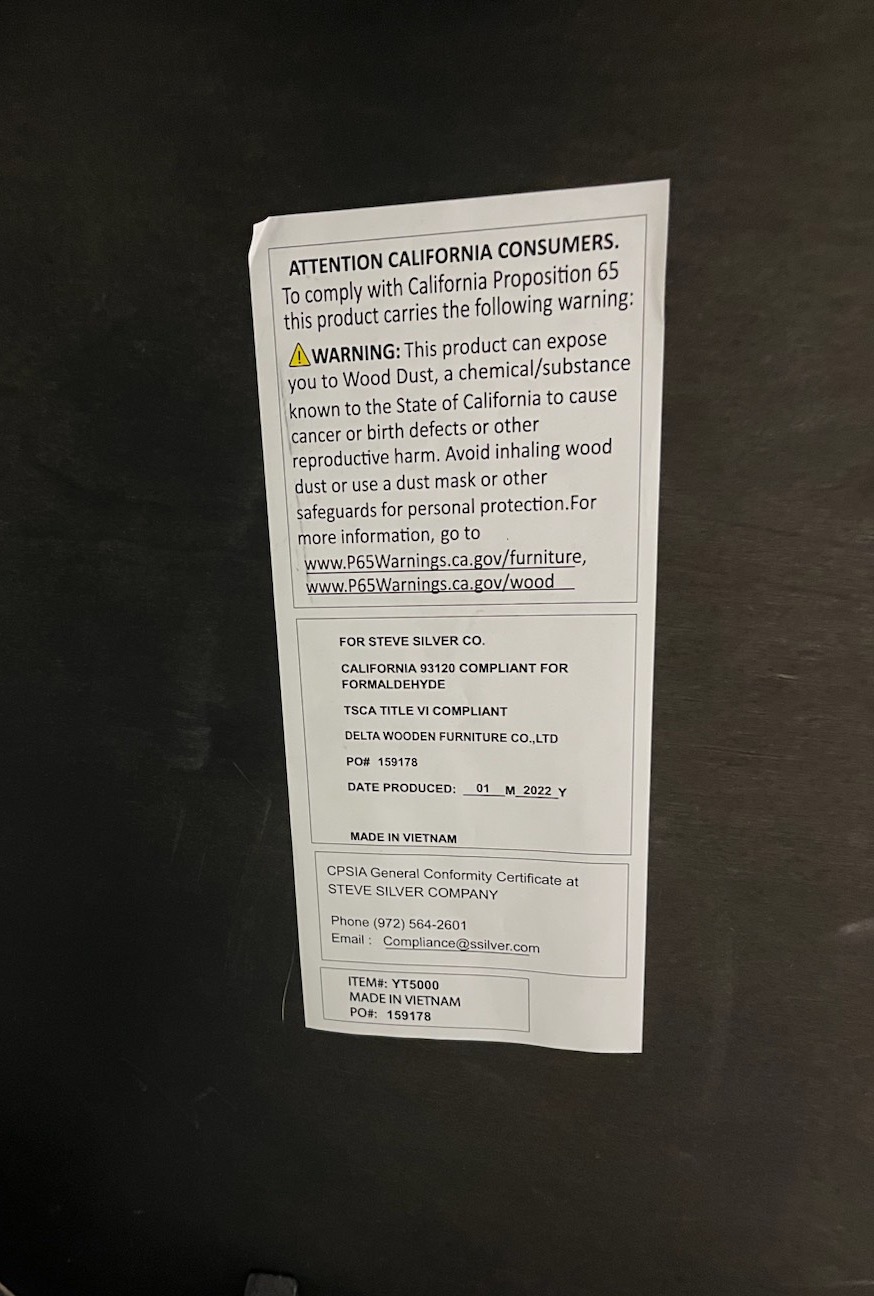 ATTENTION CALIFORNIA CONSUMERS.
To comply with California Proposition 65
this product carries the following warning:
WARNING: This product can expose
you to Wood Dust, a chemical/substance
known to the State of California to cause
cancer or birth defects or other
reproductive harm. Avoid inhaling wood
dust or use a dust mask or other
safeguards for personal protection.For
more information, go to
www.P65Warnings.ca.gov/furniture,
www.P65Warnings.ca.gov/wood
FOR STEVE SILVER CO.
CALIFORNIA 93120 COMPLIANT FOR
FORMALDEHYDE
TSCA TITLE VI COMPLIANT
DELTA WOODEN FURNITURE CO.,LTD
PO# 159178
DATE PRODUCED: 01 M 2022 Y
MADE IN VIETNAM
CPSIA General Conformity Certificate at
STEVE SILVER COMPANY
Phone (972) 564-2601
Email : Compliance@ssilver.com
ITEM#: YT5000
MADE IN VIETNAM
PO#: 159178